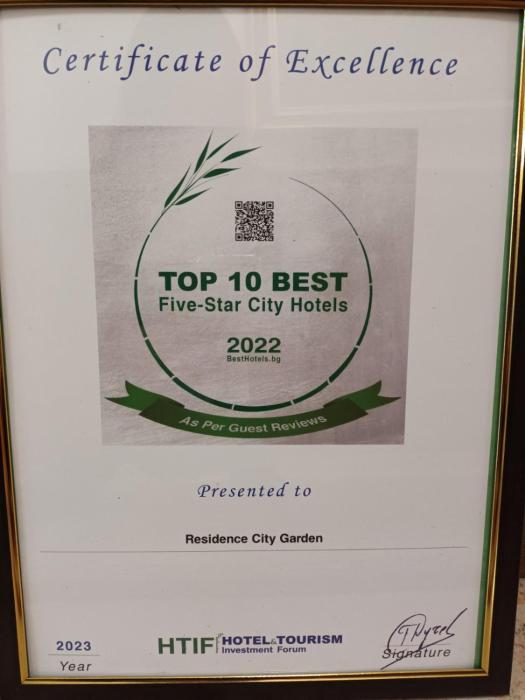 Certificate of Excellence
TOP 10 BEST
Five-Star City Hotels
2022
BestHotels.bg
As Per Guest Reviews
Presented to
Residence City Garden
2023
Year
HTIF
HOTEL&TOURISM
Investment Forum
Signature